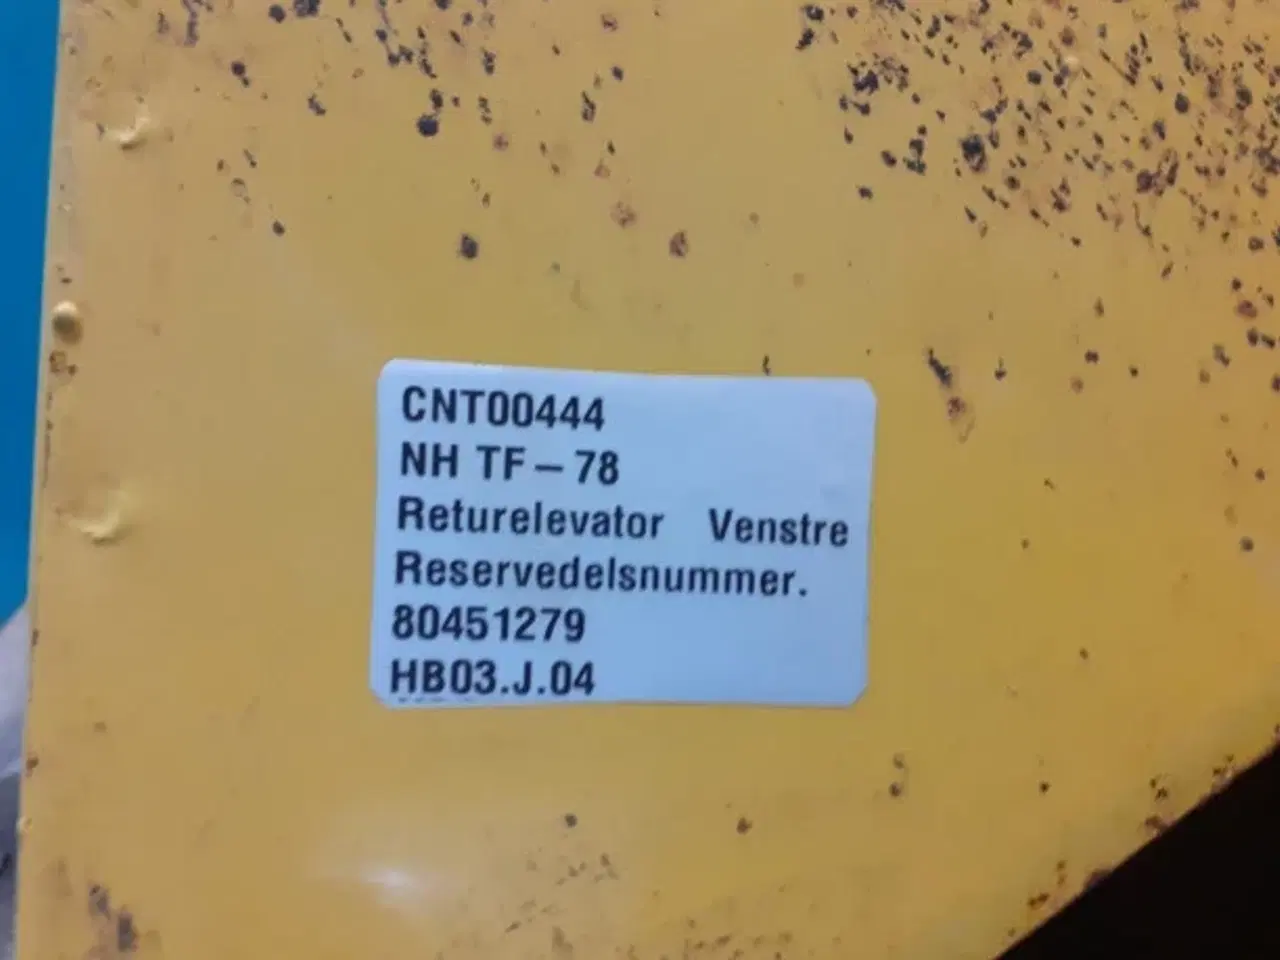 CNT00444
NH TF – 78
Returelevator Venstre
Reservedelsnummer.
80451279
HB03.J.04